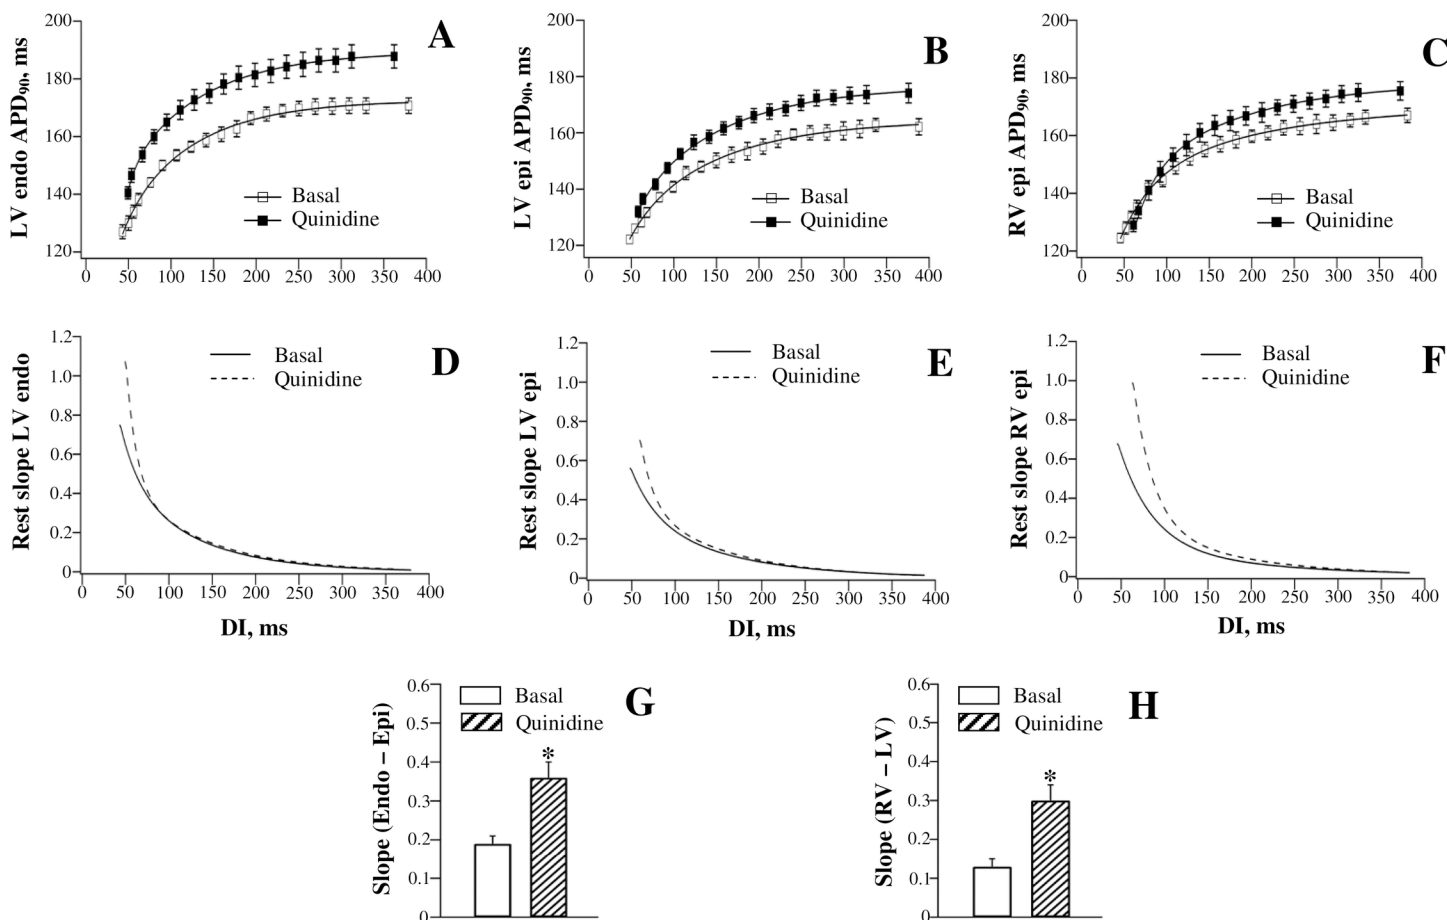 A
LV endo APD90, ms
200
180
160
140
120
Basal
Quinidine
0 50 100 150 200 250 300 350 400
B
LV epi APD90, ms
200
180
160
140
120
Basal
Quinidine
0 50 100 150 200 250 300 350 400
C
RV epi APD90, ms
200
180
160
140
120
Basal
Quinidine
0 50 100 150 200 250 300 350 400
D
Rest slope LV endo
1.2
1.0
0.8
0.6
0.4
0.2
0
Basal
Quinidine
0 50 100 150 200 250 300 350 400
DI, ms
E
Rest slope LV epi
1.2
1.0
0.8
0.6
0.4
0.2
0
Basal
Quinidine
0 50 100 150 200 250 300 350 400
DI, ms
F
Rest slope RV epi
1.2
1.0
0.8
0.6
0.4
0.2
0
Basal
Quinidine
0 50 100 150 200 250 300 350 400
DI, ms
G
Slope (Endo – Epi)
0.6
0.5
0.4
0.3
0.2
0.1
0
Basal
Quinidine
*
H
Slope (RV – LV)
0.6
0.5
0.4
0.3
0.2
0.1
0
Basal
Quinidine
*